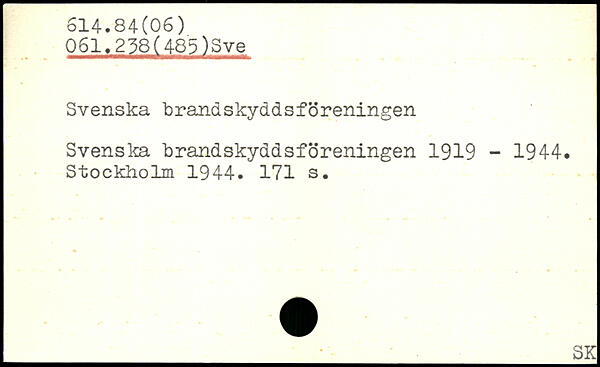 614.84(06)
061.238(485)Sve
Svenska brandskyddsföreningen
Svenska brandskyddsföreningen 1919 - 1944.
Stockholm 1944. 171 s.
SK